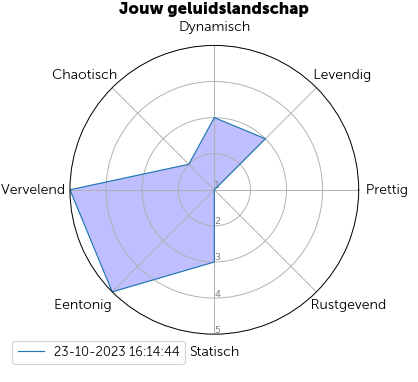 Jouw geluidslandschap
Dynamisch
Chaotisch
Levendig
Vervelend
1
Prettig
2
3
Eentonig
4
Rustgevend
5
23-10-2023 16:14:44
Statisch